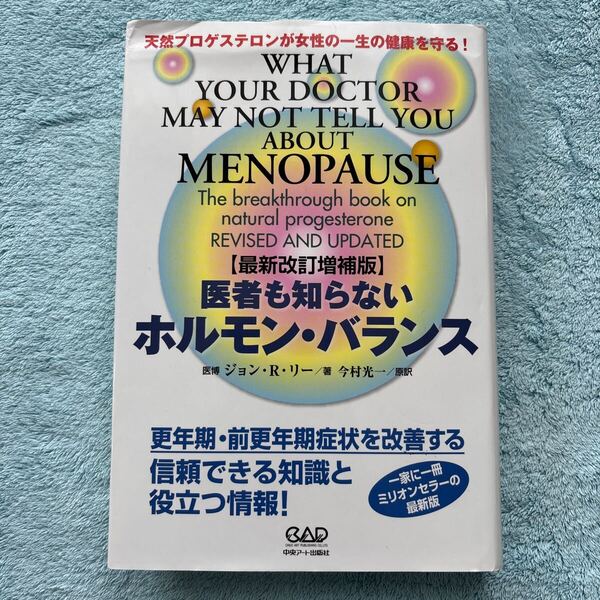 天然プロゲステロンが女性の一生の健康を守る!
WHAT
YOUR DOCTOR
MAY NOT TELL YOU
ABOUT
MENOPAUSE
The breakthrough book on
natural progesterone
REVISED AND UPDATED
【最新改訂増補版】
医者も知らない
ホルモン・バランス
医博 ジョン・R・リー/著 今村光一/原訳
更年期・前更年期症状を改善する
信頼できる知識と
役立つ情報!
一家に一冊
ミリオンセラーの
最新版
CAD
中央アート出版社